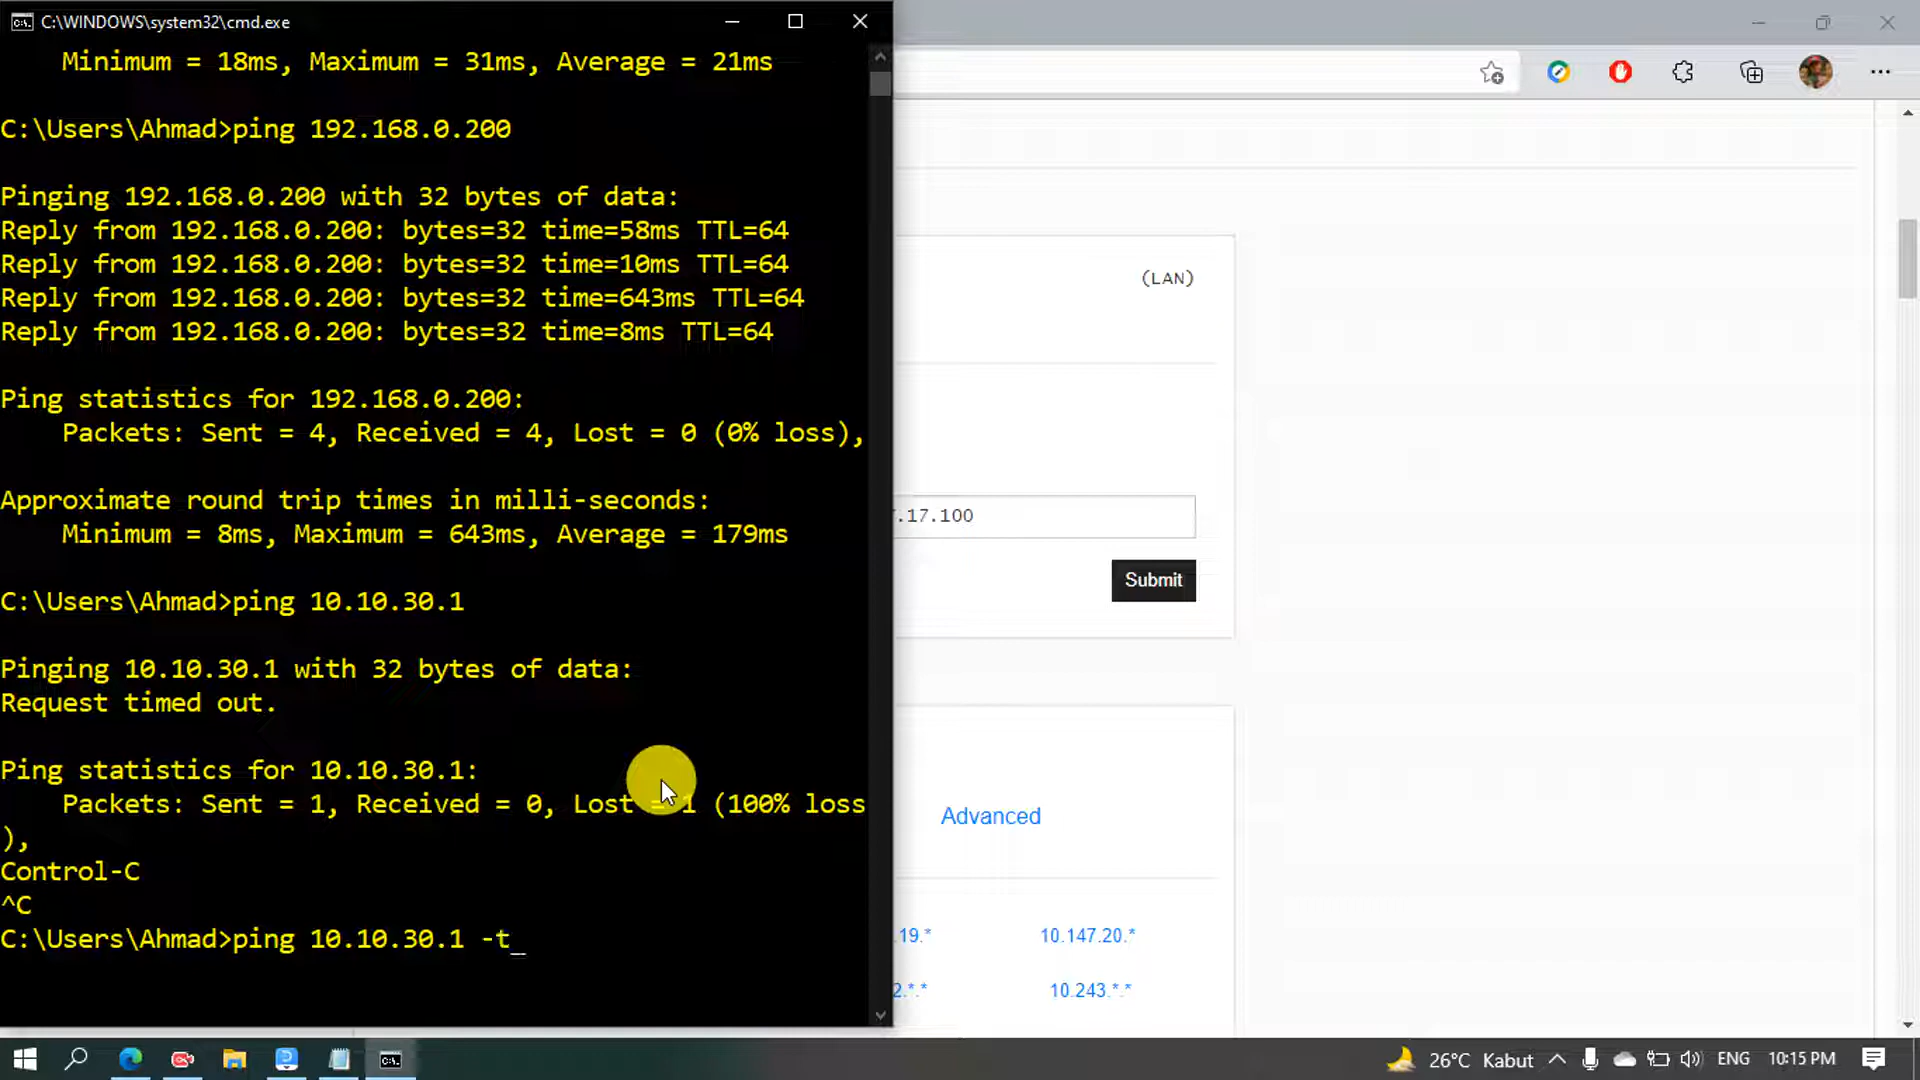 C:\WINDOWS\system32\cmd.exe
Minimum = 18ms, Maximum = 31ms, Average = 21ms
C:\Users\Ahmad>ping 192.168.0.200
Pinging 192.168.0.200 with 32 bytes of data:
Reply from 192.168.0.200: bytes=32 time=58ms TTL=64
Reply from 192.168.0.200: bytes=32 time=10ms TTL=64
Reply from 192.168.0.200: bytes=32 time=643ms TTL=64
Reply from 192.168.0.200: bytes=32 time=8ms TTL=64
Ping statistics for 192.168.0.200:
Packets: Sent = 4, Received = 4, Lost = 0 (0% loss),
Approximate round trip times in milli-seconds:
Minimum = 8ms, Maximum = 643ms, Average = 179ms
C:\Users\Ahmad>ping 10.10.30.1
Pinging 10.10.30.1 with 32 bytes of data:
Request timed out.
Ping statistics for 10.10.30.1:
Packets: Sent = 1, Received = 0, Lost = 1 (100% loss
),
Control-C
^C
C:\Users\Ahmad>ping 10.10.30.1 -t_
(LAN)
.17.100
Submit
Advanced
.19.*
10.147.20.*
2.*.*
10.243.*.*
26°C Kabut
ENG
10:15 PM